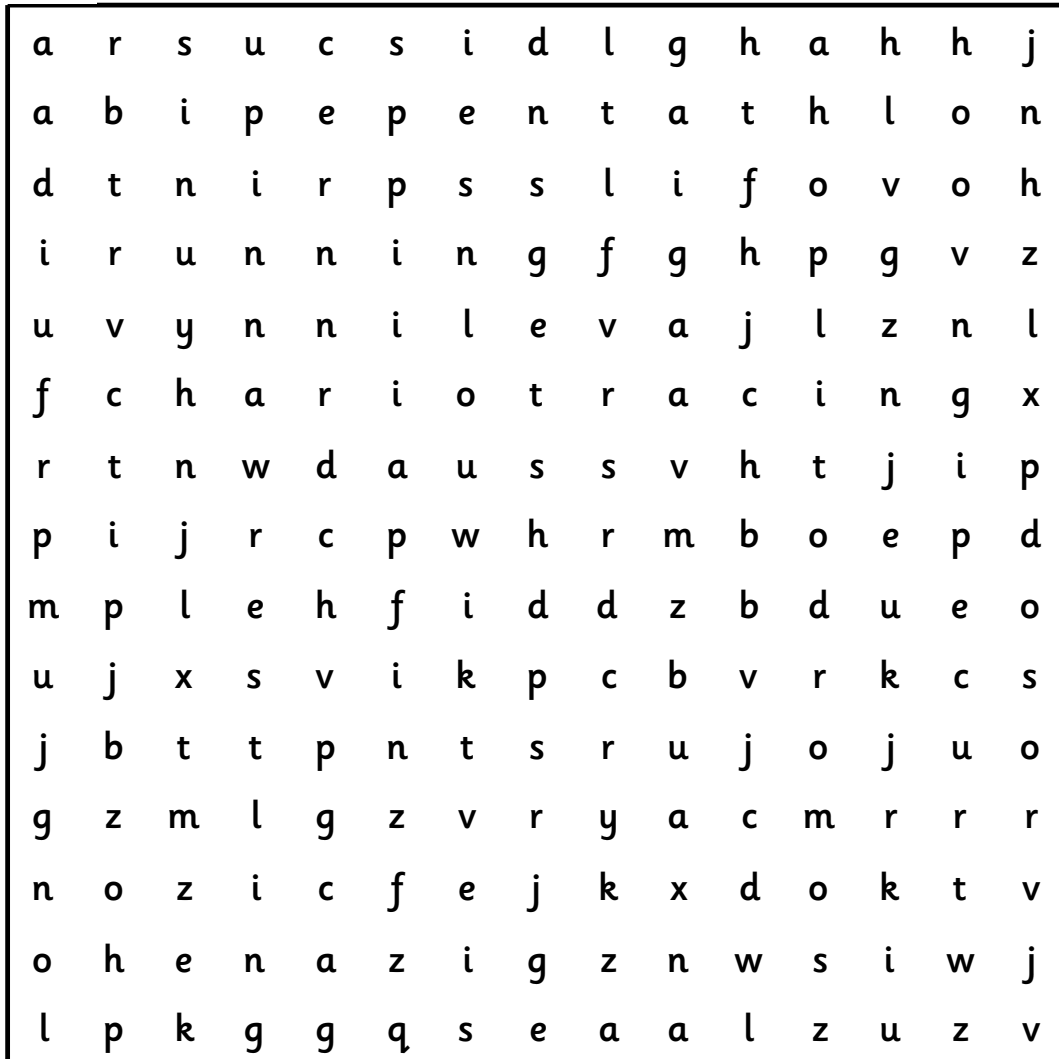 a r s u c s i d l g h a h h j
a b i p e p e n t a t h l o n
d t n i r p s s l i f o v o h
i r u n n i n g f g h p g v z
u v y n n i l e v a j l z n l
f c h a r i o t r a c i n g x
r t n w d a u s s v h t j i p
p i j r c p w h r m b o e p d
m p l e h f i d d z b d u e o
u j x s v i k p c b v r k c s
j b t t p n t s r u j o j u o
g z m l g z v r y a c m r r r
n o z i c f e j k x d o k t v
o h e n a z i g z n w s i w j
l p k g g q s e a a l z u z v